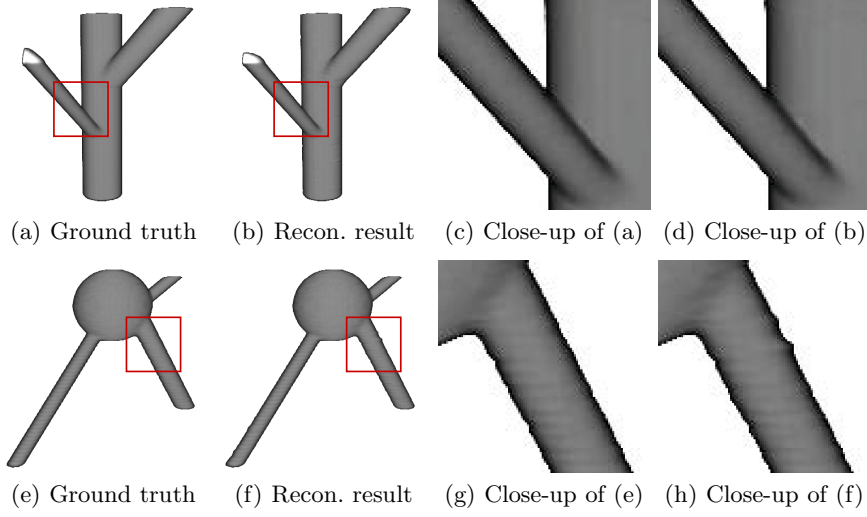 (a) Ground truth (b) Recon. result (c) Close-up of (a) (d) Close-up of (b)
(e) Ground truth (f) Recon. result (g) Close-up of (e) (h) Close-up of (f)